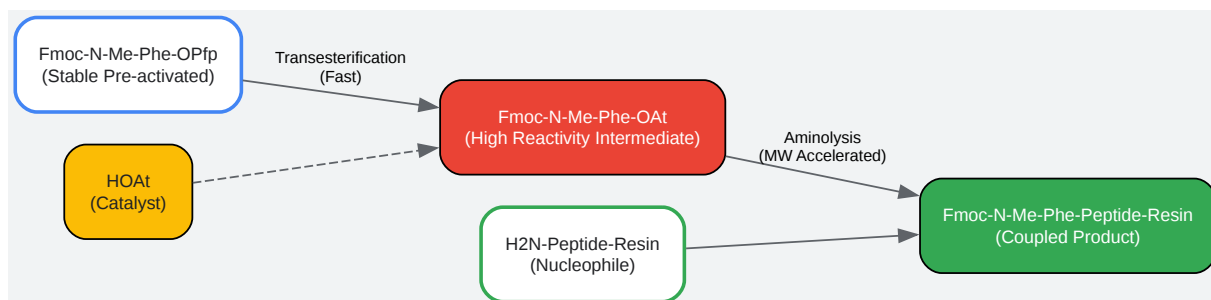 Fmoc-N-Me-Phe-OPfp
(Stable Pre-activated)
Transesterification
(Fast)
HOAt
(Catalyst)
Fmoc-N-Me-Phe-OAt
(High Reactivity Intermediate)
Aminolysis
(MW Accelerated)
H2N-Peptide-Resin
(Nucleophile)
Fmoc-N-Me-Phe-Peptide-Resin
(Coupled Product)